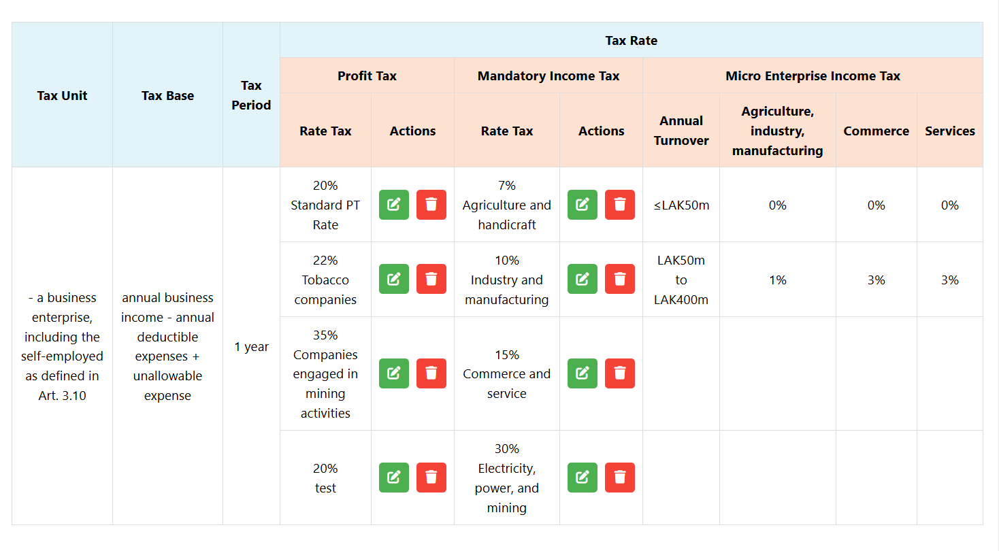 Tax Unit
Tax Base
Tax
Period
Tax Rate
Profit Tax
Mandatory Income Tax
Micro Enterprise Income Tax
Rate Tax
Actions
Rate Tax
Actions
Annual
Turnover
Agriculture,
industry,
manufacturing
Commerce
Services
- a business
enterprise,
including the
self-employed
as defined in
Art. 3.10
annual business
income - annual
deductible
expenses +
unallowable
expense
1 year
20%
Standard PT
Rate
7%
Agriculture and
handicraft
≤LAK50m
0%
0%
0%
22%
Tobacco
companies
10%
Industry and
manufacturing
LAK50m
to
LAK400m
1%
3%
3%
35%
Companies
engaged in
mining
activities
15%
Commerce and
service
20%
test
30%
Electricity,
power, and
mining